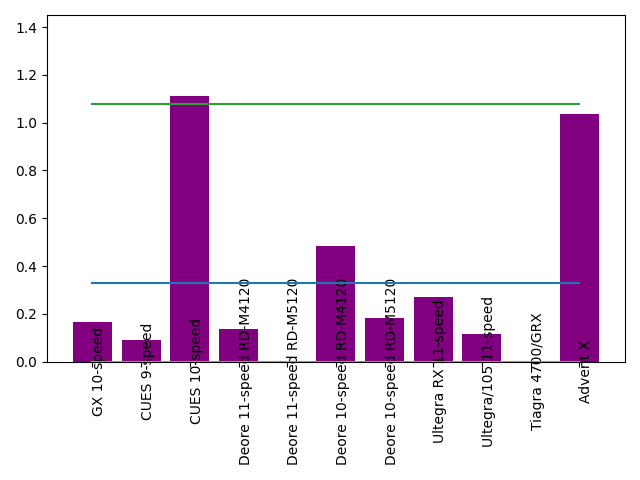 1.4
1.2
1.0
0.8
0.6
0.4
0.2
0.0
GX 10-speed
CUES 9-speed
CUES 10-speed
Deore 11-speed RD-M4120
Deore 11-speed RD-M5120
Deore 10-speed RD-M4120
Deore 10-speed RD-M5120
Ultegra RX 11-speed
Ultegra/105 11-speed
Tiagra 4700/GRX
Advent X